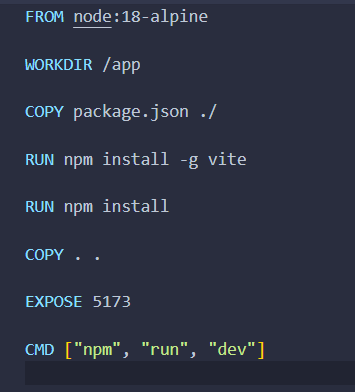 FROM node:18-alpine
WORKDIR /app
COPY package.json ./
RUN npm install -g vite
RUN npm install
COPY . .
EXPOSE 5173
CMD ["npm", "run", "dev"]